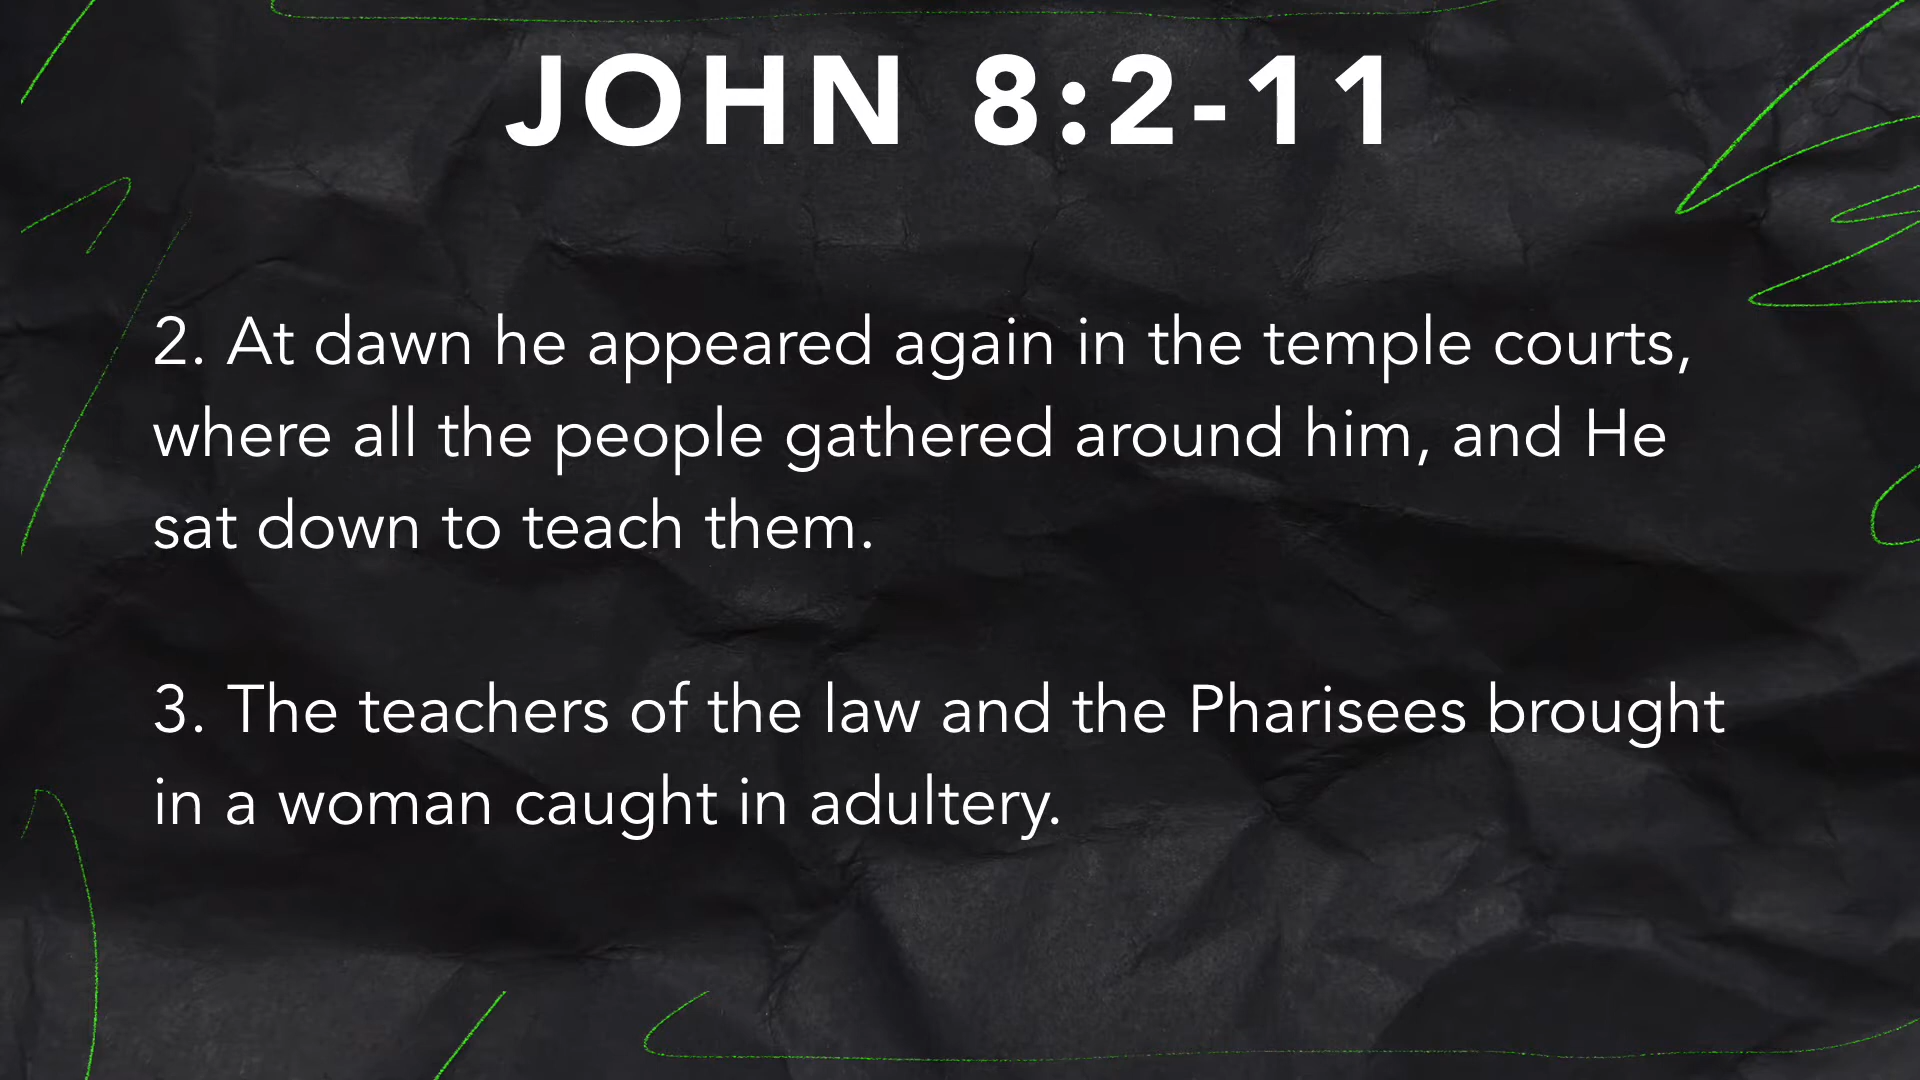 JOHN 8:2-11
2. At dawn he appeared again in the temple courts,
where all the people gathered around him, and He
sat down to teach them.
3. The teachers of the law and the Pharisees brought
in a woman caught in adultery.